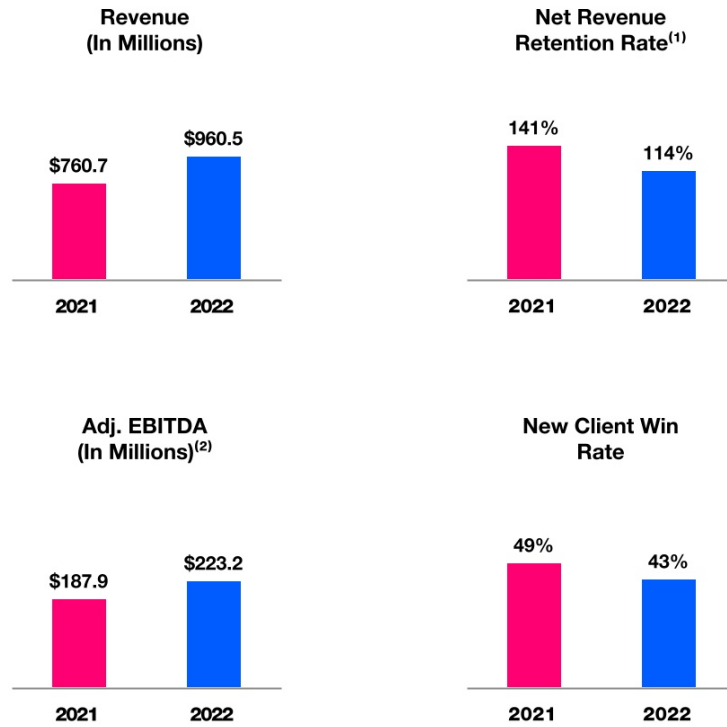 Revenue
(In Millions)
$760.7
$960.5
2021
2022
Net Revenue
Retention Rate(1)
141%
114%
2021
2022
Adj. EBITDA
(In Millions)(2)
$187.9
$223.2
2021
2022
New Client Win
Rate
49%
43%
2021
2022